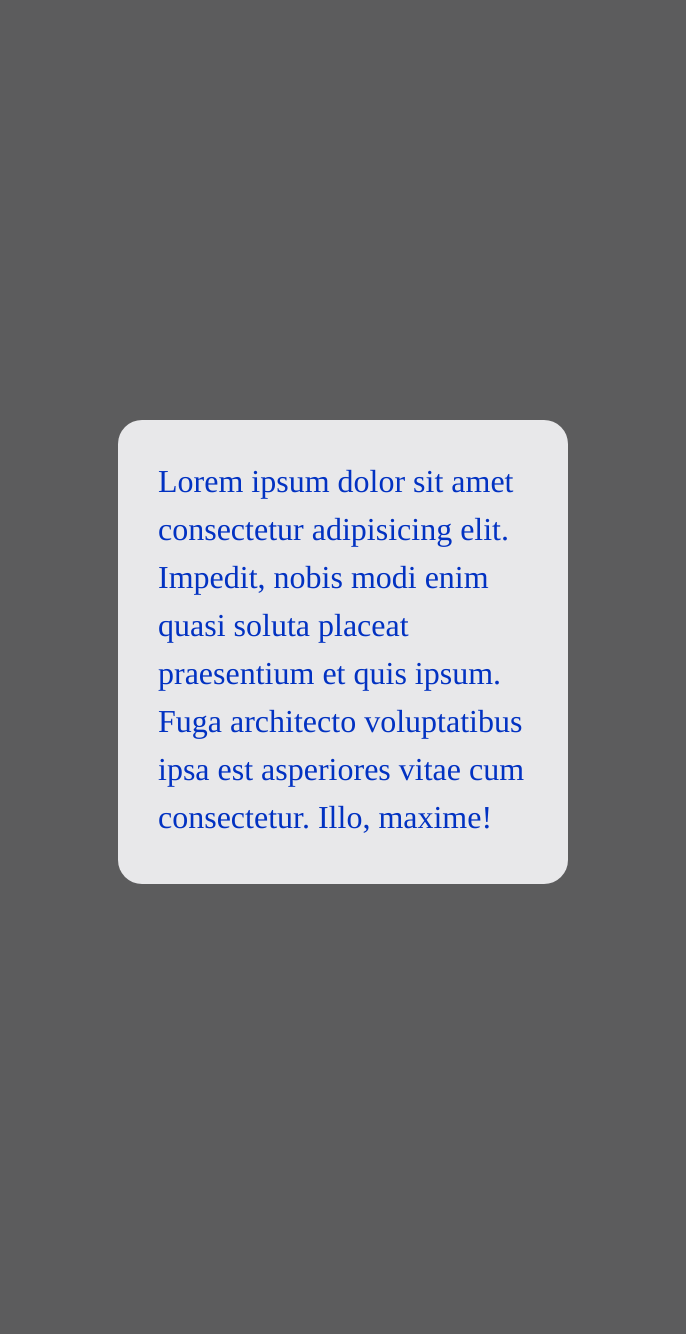 Lorem ipsum dolor sit amet
consectetur adipisicing elit.
Impedit, nobis modi enim
quasi soluta placeat
praesentium et quis ipsum.
Fuga architecto voluptatibus
ipsa est asperiores vitae cum
consectetur. Illo, maxime!